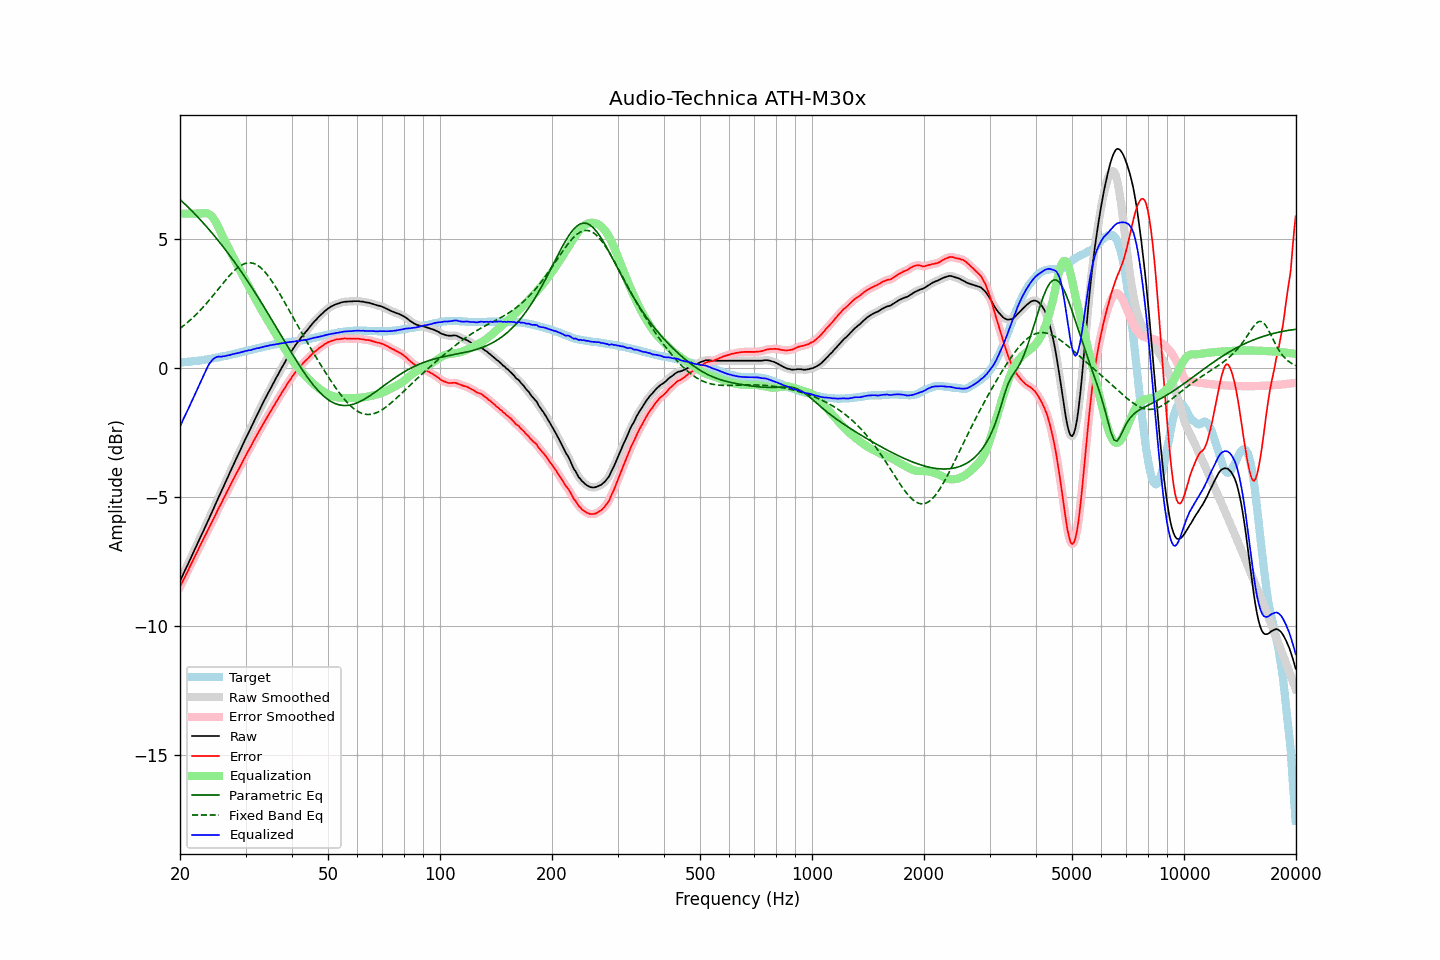 Audio-Technica ATH-M30x
Amplitude (dBr)
5
0
−5
−10
−15
Target
Raw Smoothed
Error Smoothed
Raw
Error
Equalization
Parametric Eq
Fixed Band Eq
Equalized
20 50 100 200 500 1000 2000 5000 10000 20000
Frequency (Hz)